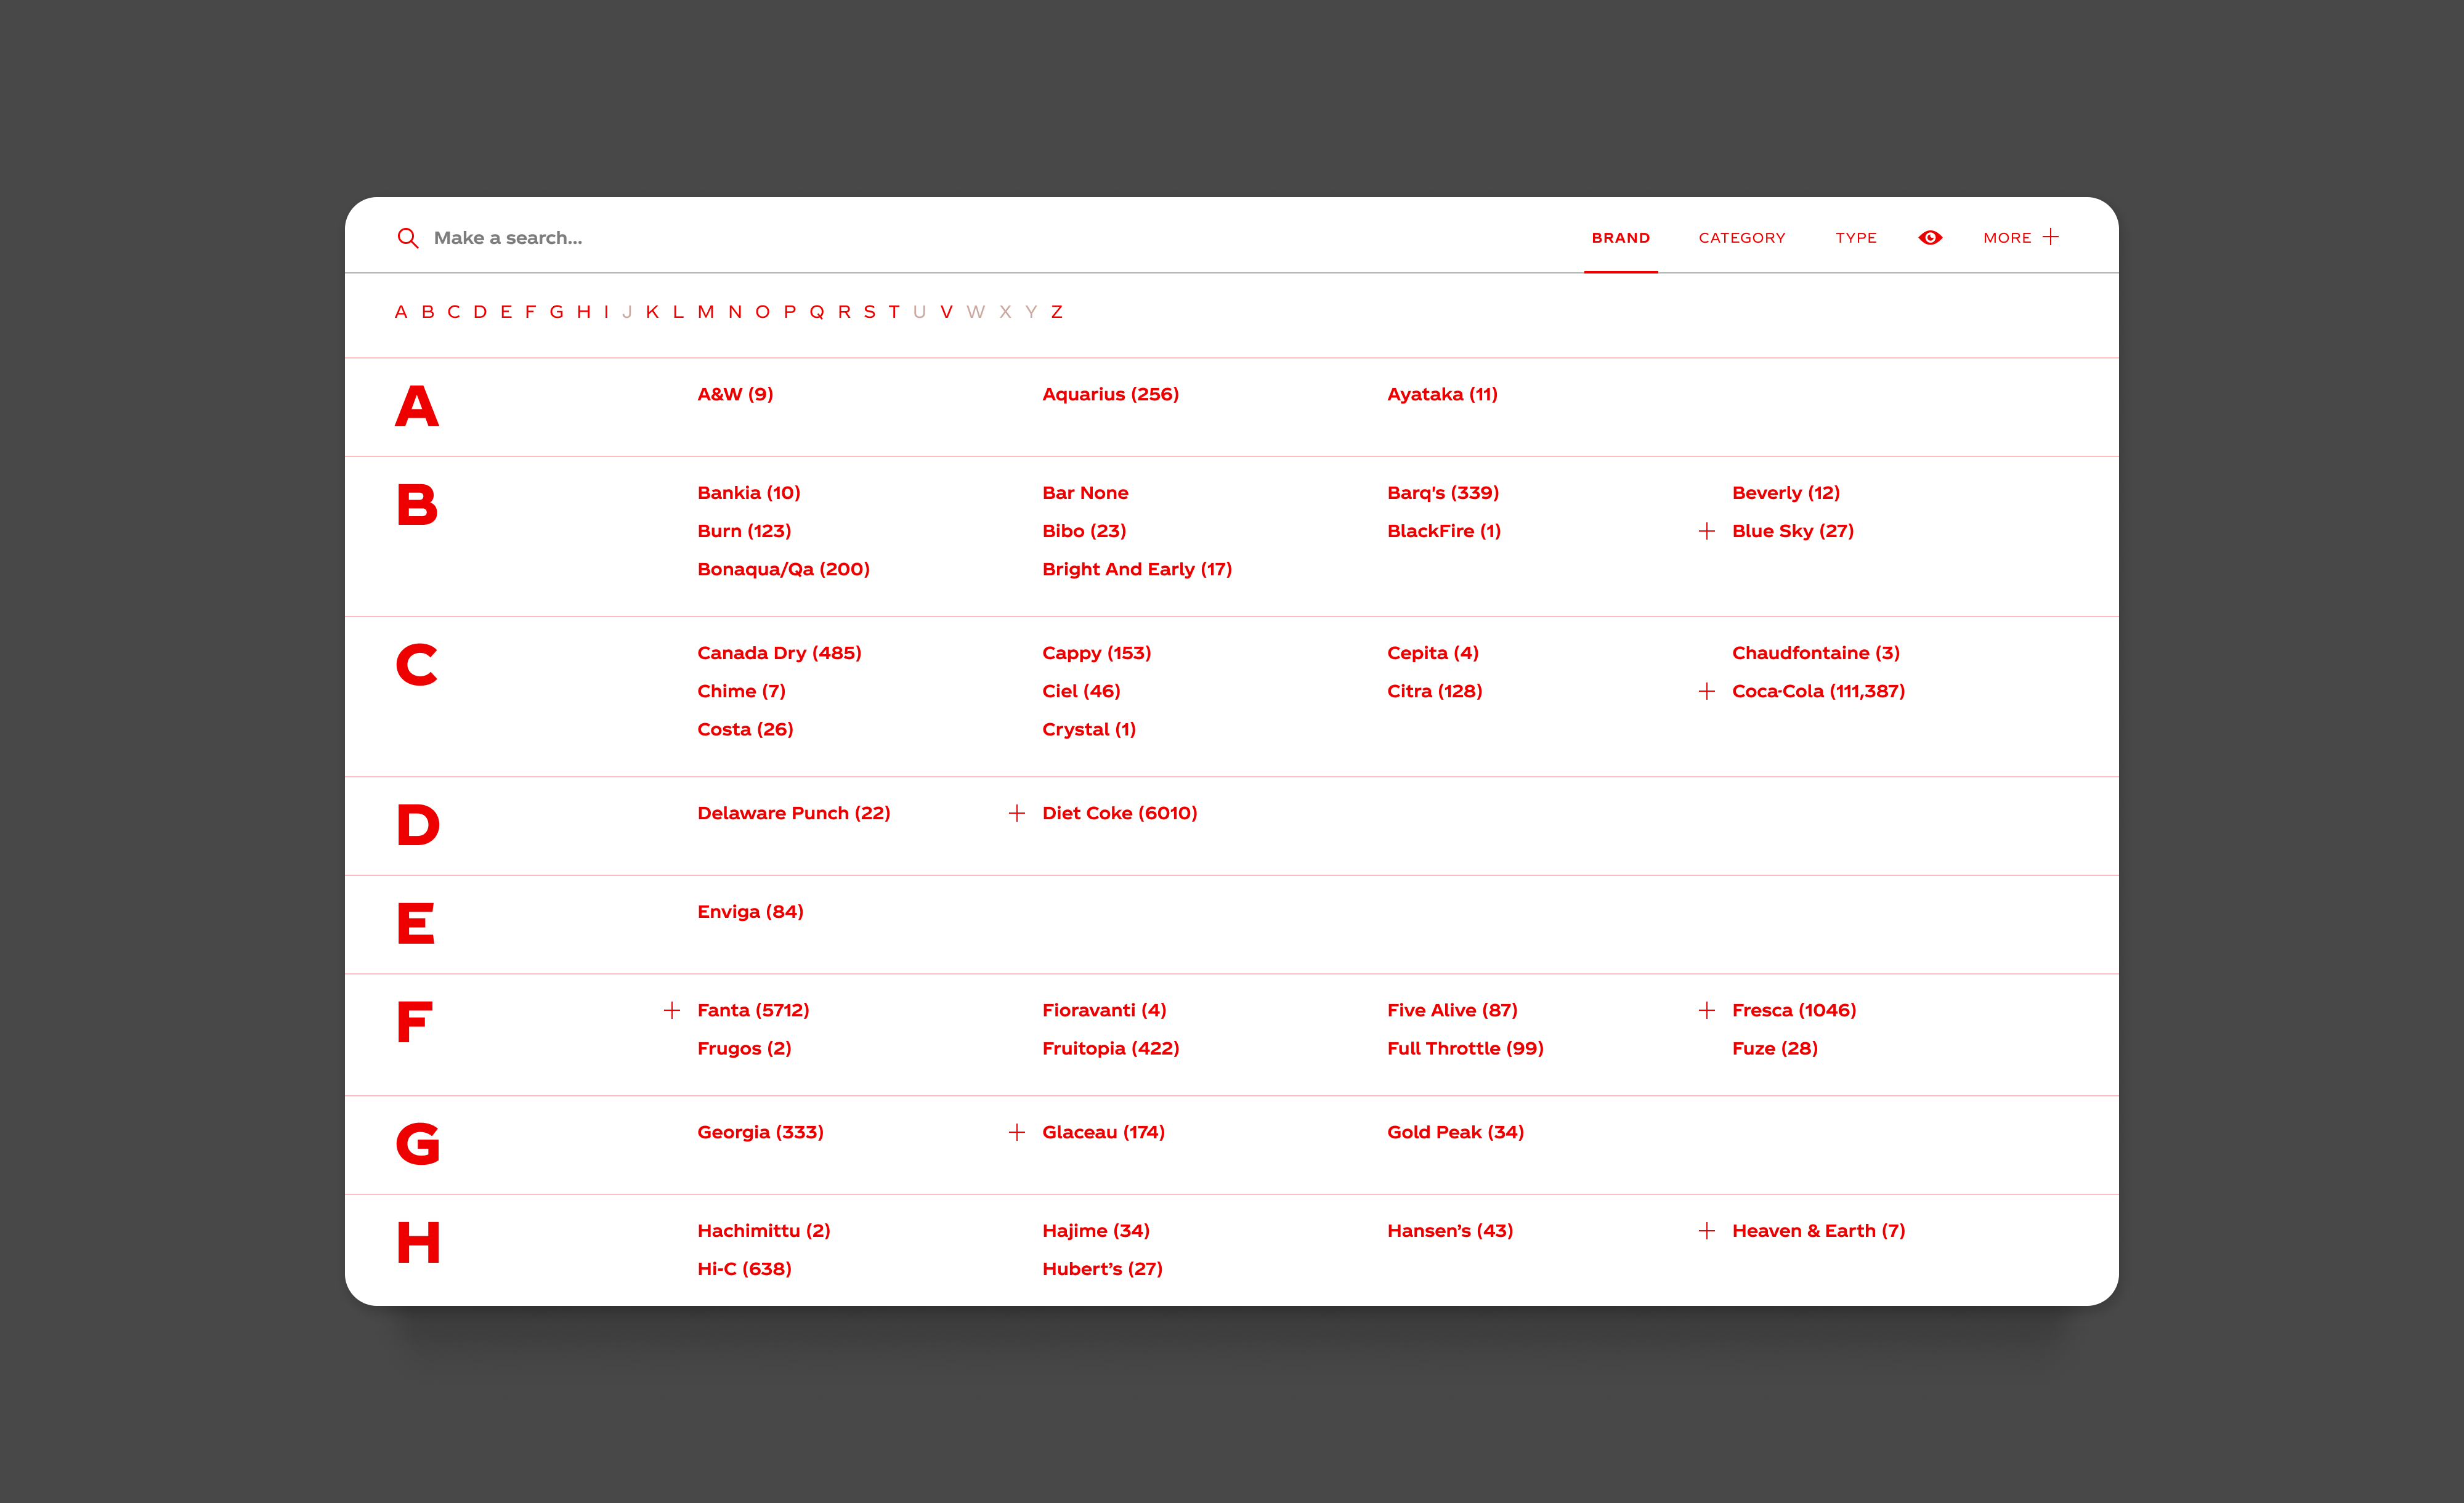 Make a search... BRAND CATEGORY TYPE MORE +
A B C D E F G H I J K L M N O P Q R S T U V W X Y Z
A A&W (9) Aquarius (256) Ayataka (11)
B Bankia (10) Bar None Barq's (339) Beverly (12)
Burn (123) Bibo (23) BlackFire (1) + Blue Sky (27)
Bonaqua/Qa (200) Bright And Early (17)
C Canada Dry (485) Cappy (153) Cepita (4) Chaudfontaine (3)
Chime (7) Ciel (46) Citra (128) + Coca-Cola (111,387)
Costa (26) Crystal (1)
D Delaware Punch (22) + Diet Coke (6010)
E Enviga (84)
F + Fanta (5712) Fioravanti (4) Five Alive (87) + Fresca (1046)
Frugos (2) Fruitopia (422) Full Throttle (99) Fuze (28)
G Georgia (333) + Glaceau (174) Gold Peak (34)
H Hachimittu (2) Hajime (34) Hansen’s (43) + Heaven & Earth (7)
Hi-C (638) Hubert’s (27)